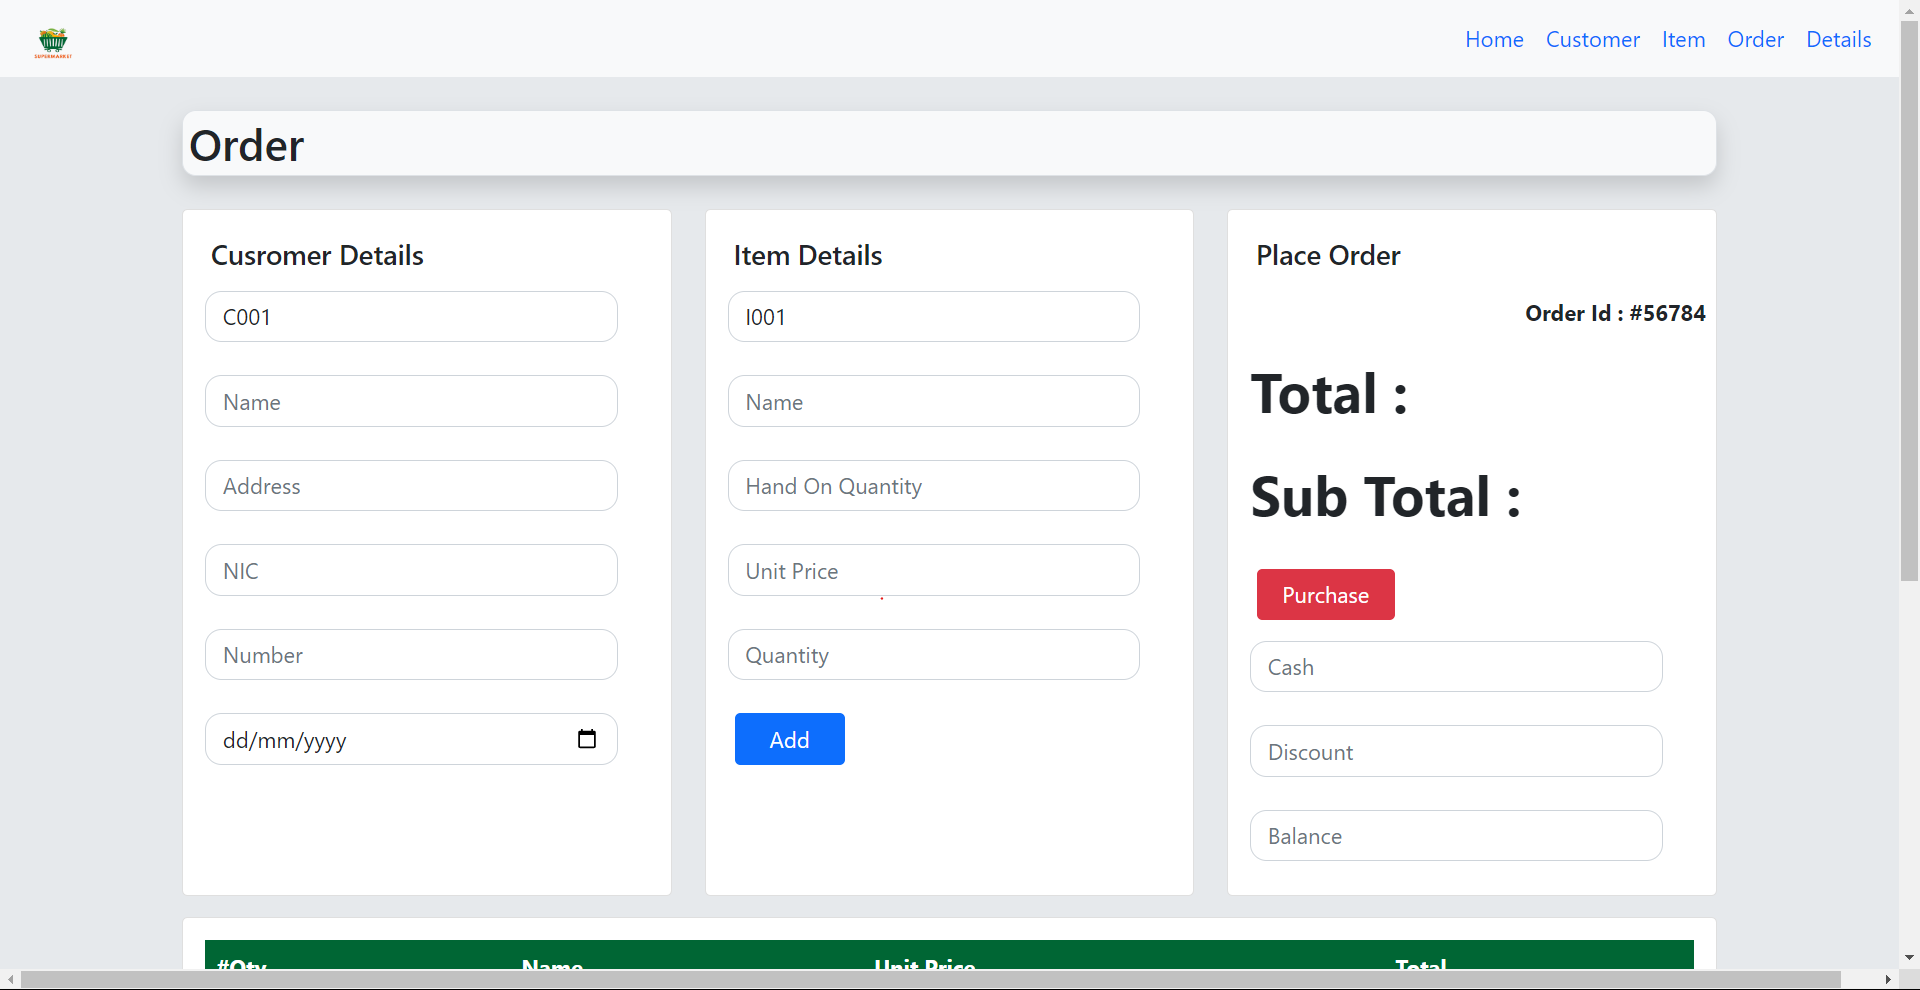 SUPERMARKET
Home Customer Item Order Details
Order
Cusromer Details
C001
Name
Address
NIC
Number
dd/mm/yyyy
Item Details
I001
Name
Hand On Quantity
Unit Price
Quantity
Add
Place Order
Order Id : #56784
Total :
Sub Total :
Purchase
Cash
Discount
Balance
#Qty Name Unit Price Total